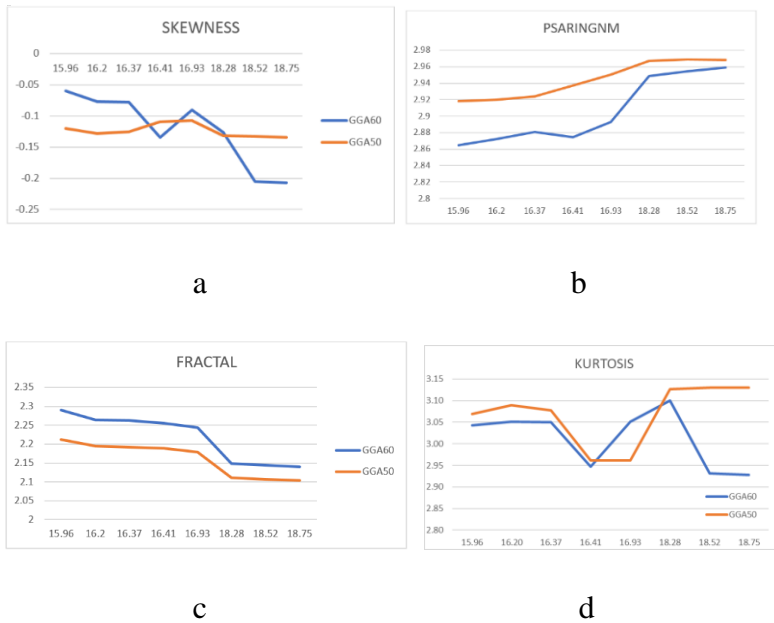 SKEWNESS
0
15.96 16.2 16.37 16.41 16.93 18.28 18.52 18.75
-0.05
-0.1
-0.15
-0.2
-0.25
GGA60
GGA50
a
PSARINGNM
2.98
2.96
2.94
2.92
2.9
2.88
2.86
2.84
2.82
2.8
15.96 16.2 16.37 16.41 16.93 18.28 18.52 18.75
b
FRACTAL
2.35
2.3
2.25
2.2
2.15
2.1
2.05
2
15.96 16.2 16.37 16.41 16.93 18.28 18.52 18.75
GGA60
GGA50
c
KURTOSIS
3.15
3.10
3.05
3.00
2.95
2.90
2.85
2.80
15.96 16.20 16.37 16.41 16.93 18.28 18.52 18.75
GGA60
GGA50
d